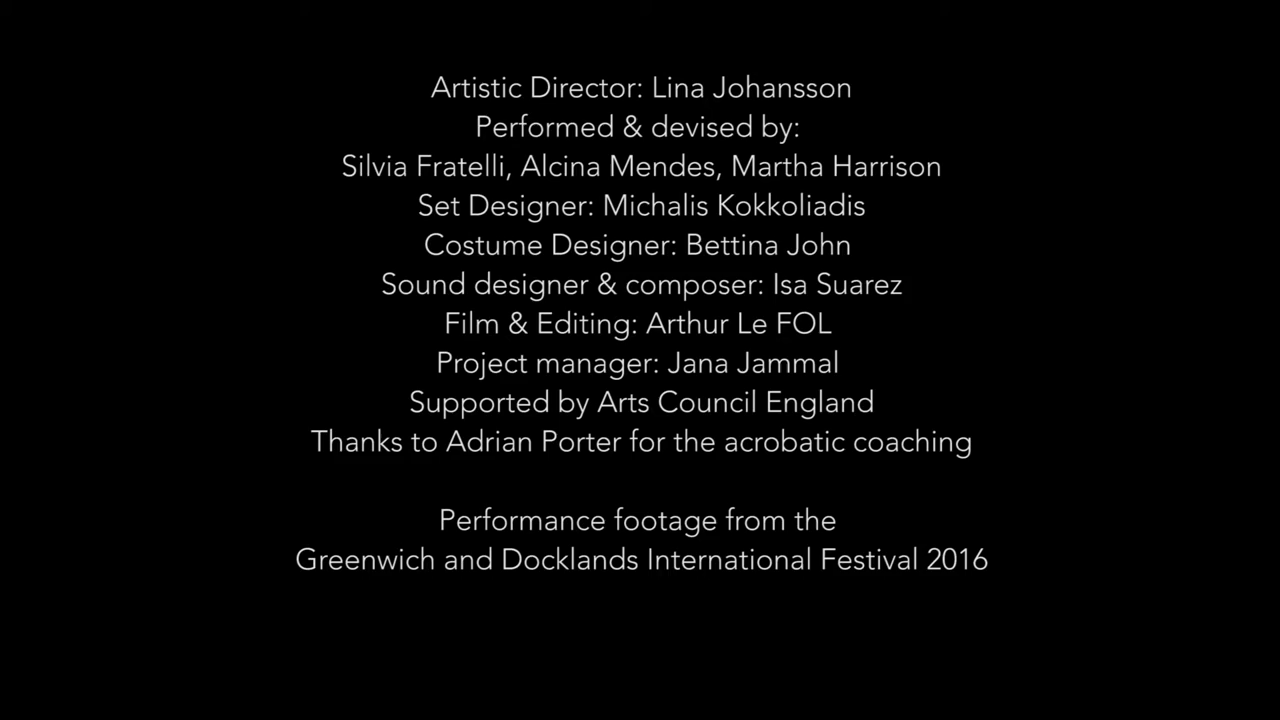 Artistic Director: Lina Johansson
Performed & devised by:
Silvia Fratelli, Alcina Mendes, Martha Harrison
Set Designer: Michalis Kokkoliadis
Costume Designer: Bettina John
Sound designer & composer: Isa Suarez
Film & Editing: Arthur Le FOL
Project manager: Jana Jammal
Supported by Arts Council England
Thanks to Adrian Porter for the acrobatic coaching
Performance footage from the
Greenwich and Docklands International Festival 2016